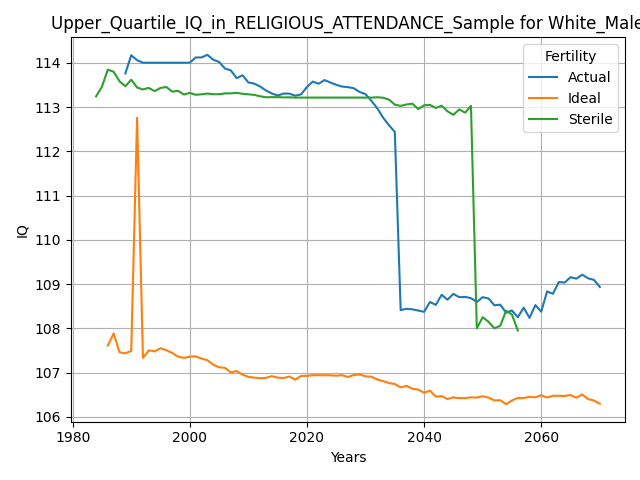 Upper_Quartile_IQ_in_RELIGIOUS_ATTENDANCE_Sample for White_Male
Fertility
Actual
Ideal
Sterile
114
113
112
111
110
109
108
107
106
IQ
1980
2000
2020
2040
2060
Years